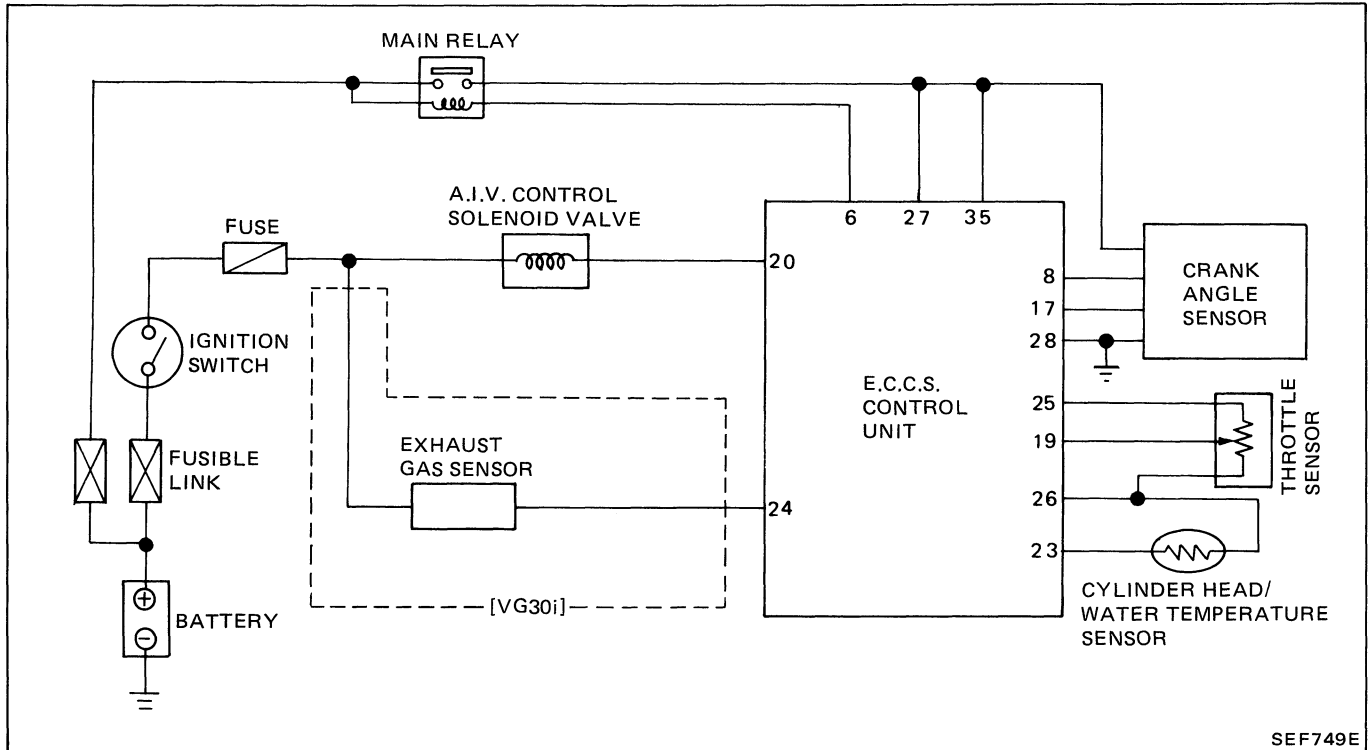 MAIN RELAY
A.I.V. CONTROL
SOLENOID VALVE
FUSE
6 27 35
20
8
17
28
CRANK
ANGLE
SENSOR
IGNITION
SWITCH
E.C.C.S.
CONTROL
UNIT
25
19
THROTTLE
SENSOR
FUSIBLE
LINK
EXHAUST
GAS SENSOR
24
26
23
[VG30i]
CYLINDER HEAD/
WATER TEMPERATURE
SENSOR
+
BATTERY
−
SEF749E